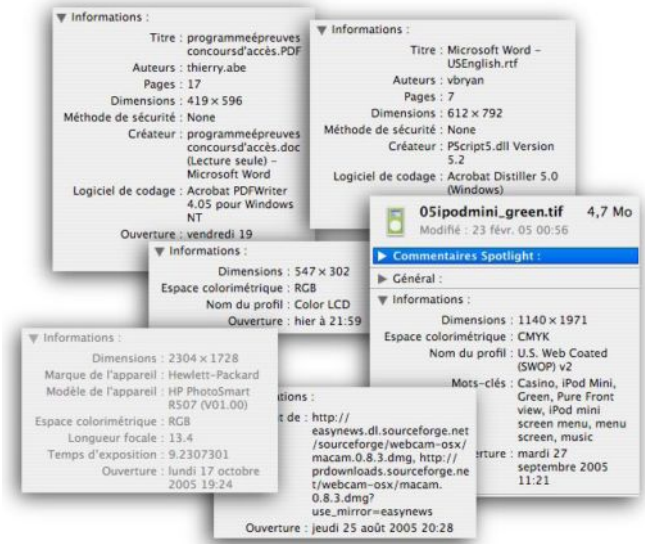 ▼ Informations :
Titre : programmeépreuves
concoursd'accès.PDF
Auteurs : thierry.abe
Pages : 17
Dimensions : 419 × 596
Méthode de sécurité : None
Créateur : programmeépreuves
concoursd'accès.doc
(Lecture seule) –
Microsoft Word
Logiciel de codage : Acrobat PDFWriter
4.05 pour Windows
NT
Ouverture : vendredi 19
▼ Informations :
Titre : Microsoft Word –
USEnglish.rtf
Auteurs : vbryan
Pages : 7
Dimensions : 612 × 792
Méthode de sécurité : None
Créateur : PScript5.dll Version
5.2
Logiciel de codage : Acrobat Distiller 5.0
(Windows)
05ipodmini_green.tif 4,7 Mo
Modifié : 23 févr. 05 00:56
▶ Commentaires Spotlight :
▶ Général :
▼ Informations :
Dimensions : 1140 × 1971
Espace colorimétrique : CMYK
Nom du profil : U.S. Web Coated
(SWOP) v2
Mots-clés : Casino, iPod Mini,
Green, Pure Front
view, iPod mini
screen menu, menu
screen, music
erture : mardi 27
septembre 2005
11:21
▼ Informations :
Dimensions : 547 × 302
Espace colorimétrique : RGB
Nom du profil : Color LCD
Ouverture : hier à 21:59
▼ Informations :
Dimensions : 2304 × 1728
Marque de l'appareil : Hewlett-Packard
Modèle de l'appareil : HP PhotoSmart
R507 (V01.00)
Espace colorimétrique : RGB
Longueur focale : 13.4
Temps d'exposition : 9.2307301
Ouverture : lundi 17 octobre
2005 19:24
ations :
t de : http://
easynews.dl.sourceforge.net
/sourceforge/webcam-osx/
macam.0.8.3.dmg, http://
prdownloads.sourceforge.ne
t/webcam-osx/macam.
0.8.3.dmg?
use_mirror=easynews
Ouverture : jeudi 25 août 2005 20:28